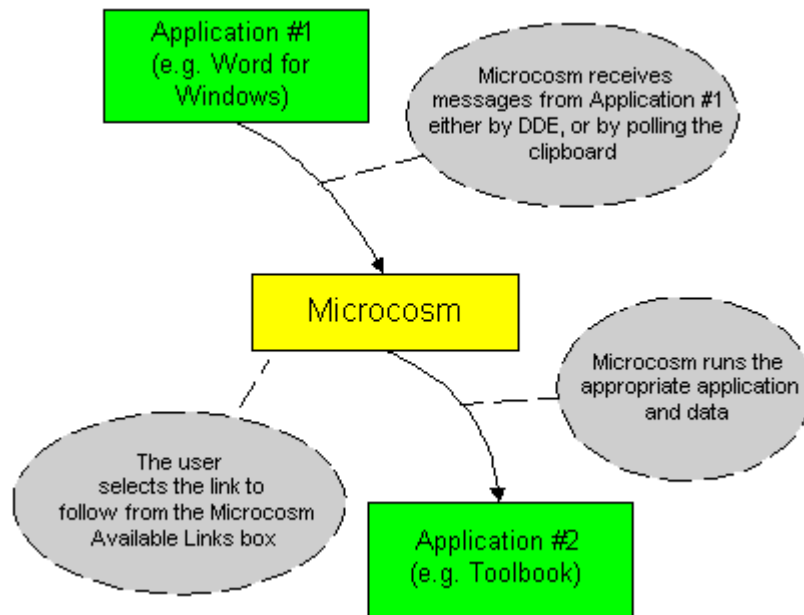 Application #1
(e.g. Word for
Windows)
Microcosm receives
messages from Application #1
either by DDE, or by polling the
clipboard
Microcosm
Microcosm runs the
appropriate application
and data
The user
selects the link to
follow from the Microcosm
Available Links box
Application #2
(e.g. Toolbook)